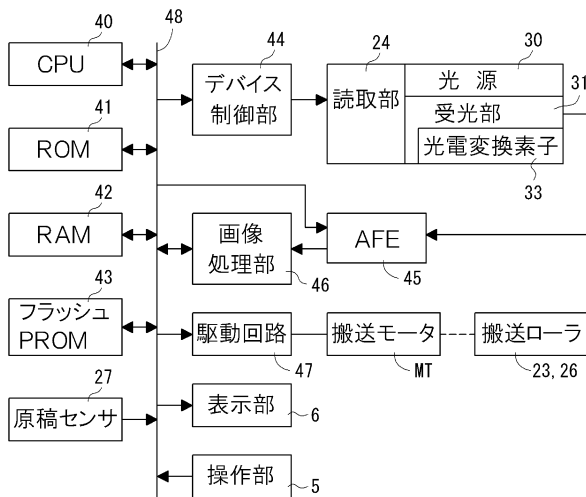 40
CPU
48
44
デバイス
制御部
24
読取部
30
光 源
31
受光部
光電変換素子
33
41
ROM
42
RAM
画像
処理部
46
AFE
45
43
フラッシュ
PROM
駆動回路
47
搬送モータ
MT
搬送ローラ
23, 26
27
原稿センサ
表示部
6
操作部
5